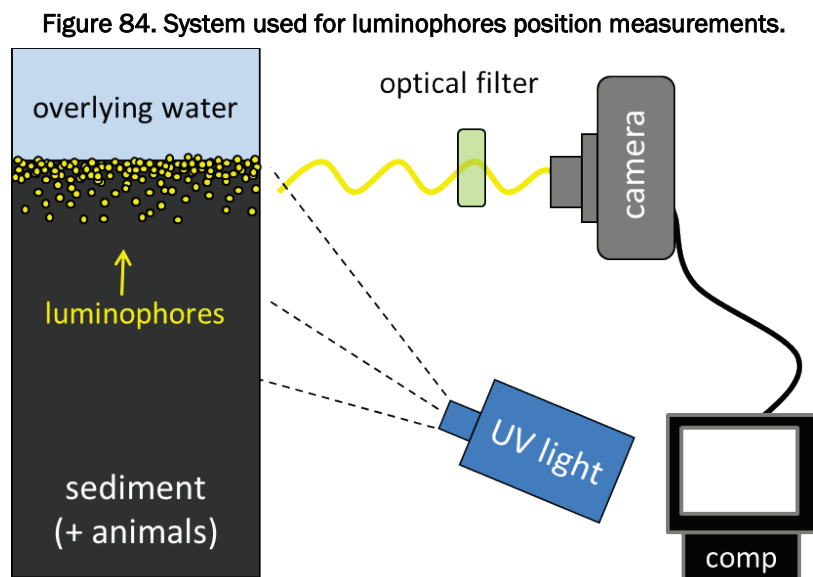 Figure 84. System used for luminophores position measurements.
overlying water
optical filter
camera
luminophores
UV light
sediment
(+ animals)
comp